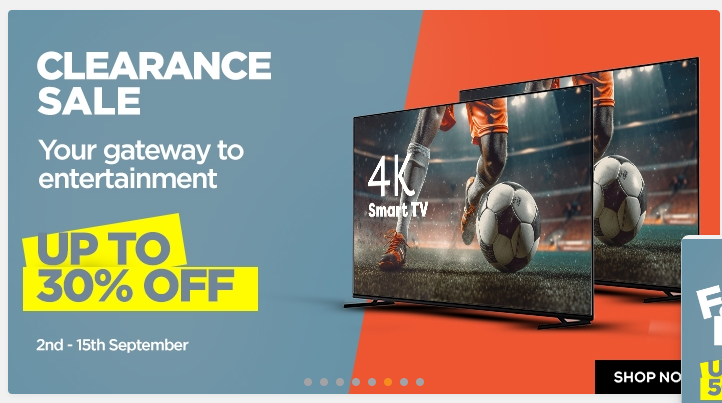 CLEARANCE
SALE
Your gateway to
entertainment
UP TO
30% OFF
2nd - 15th September
4K
Smart TV
SHOP NO